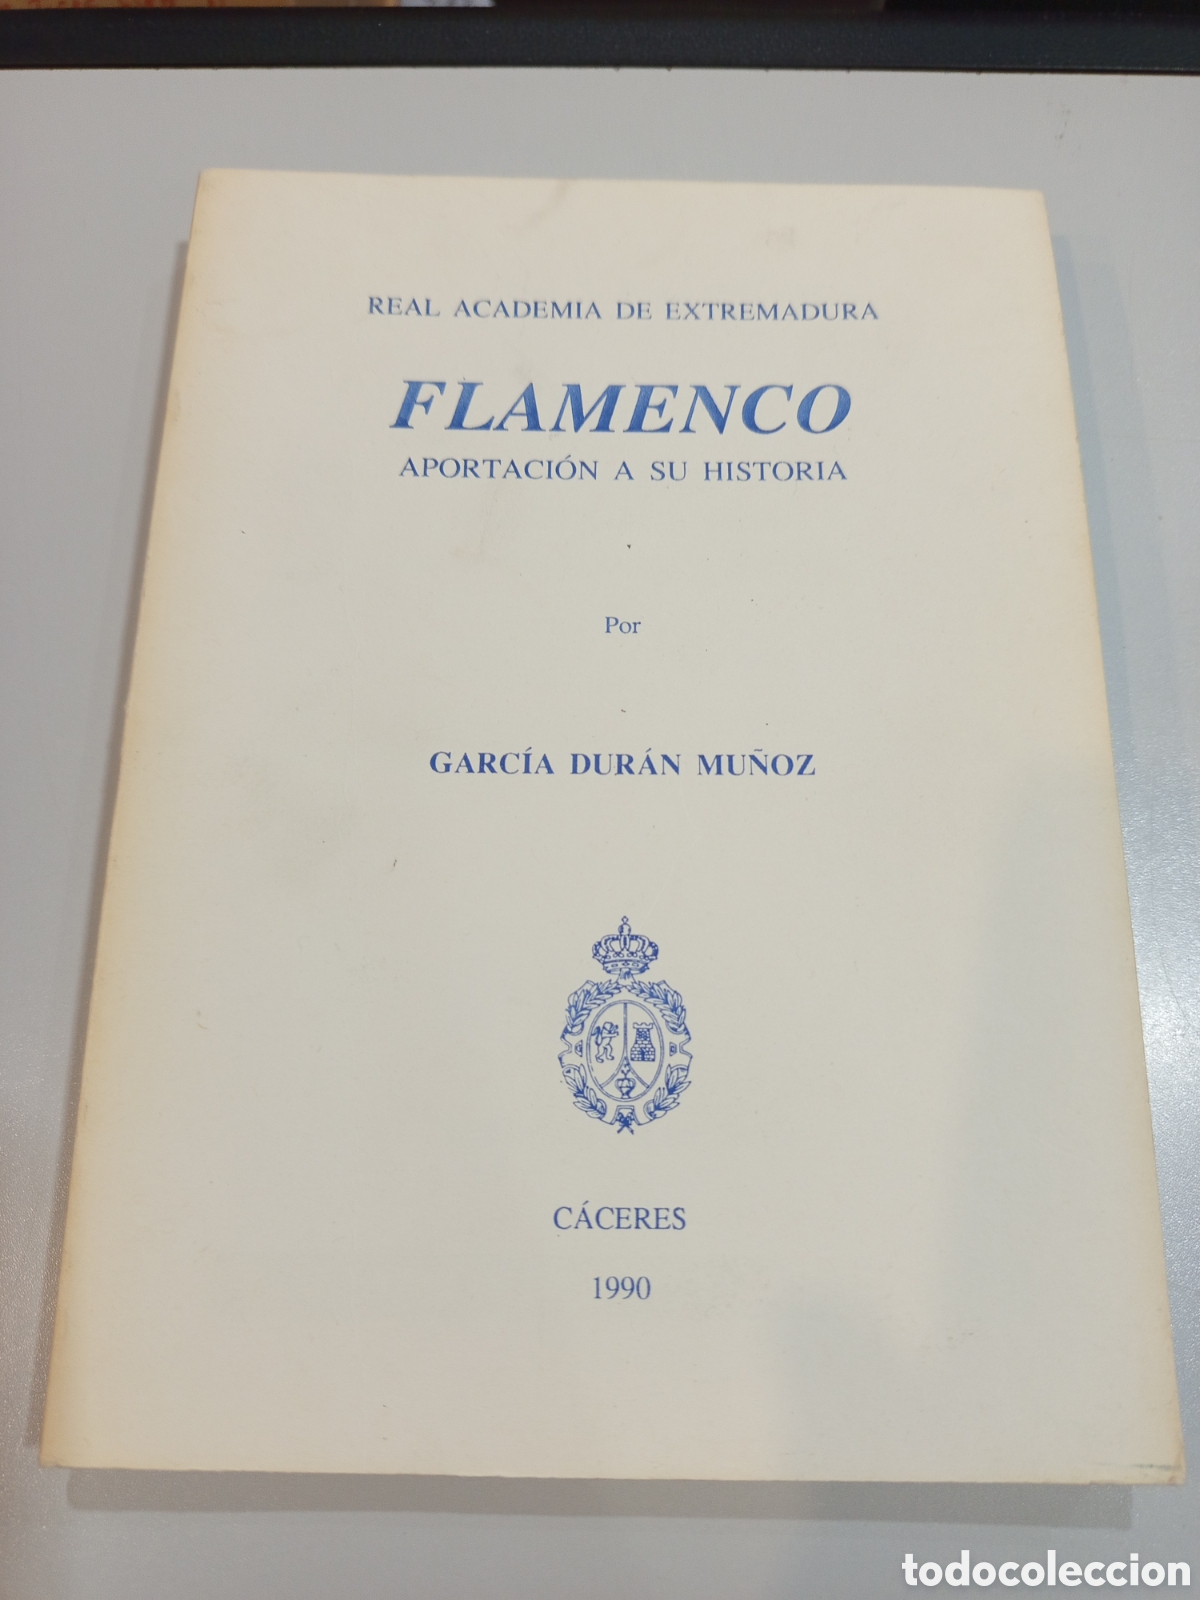 REAL ACADEMIA DE EXTREMADURA
FLAMENCO
APORTACIÓN A SU HISTORIA
Por
GARCÍA DURÁN MUÑOZ
CÁCERES
1990
todocoleccion